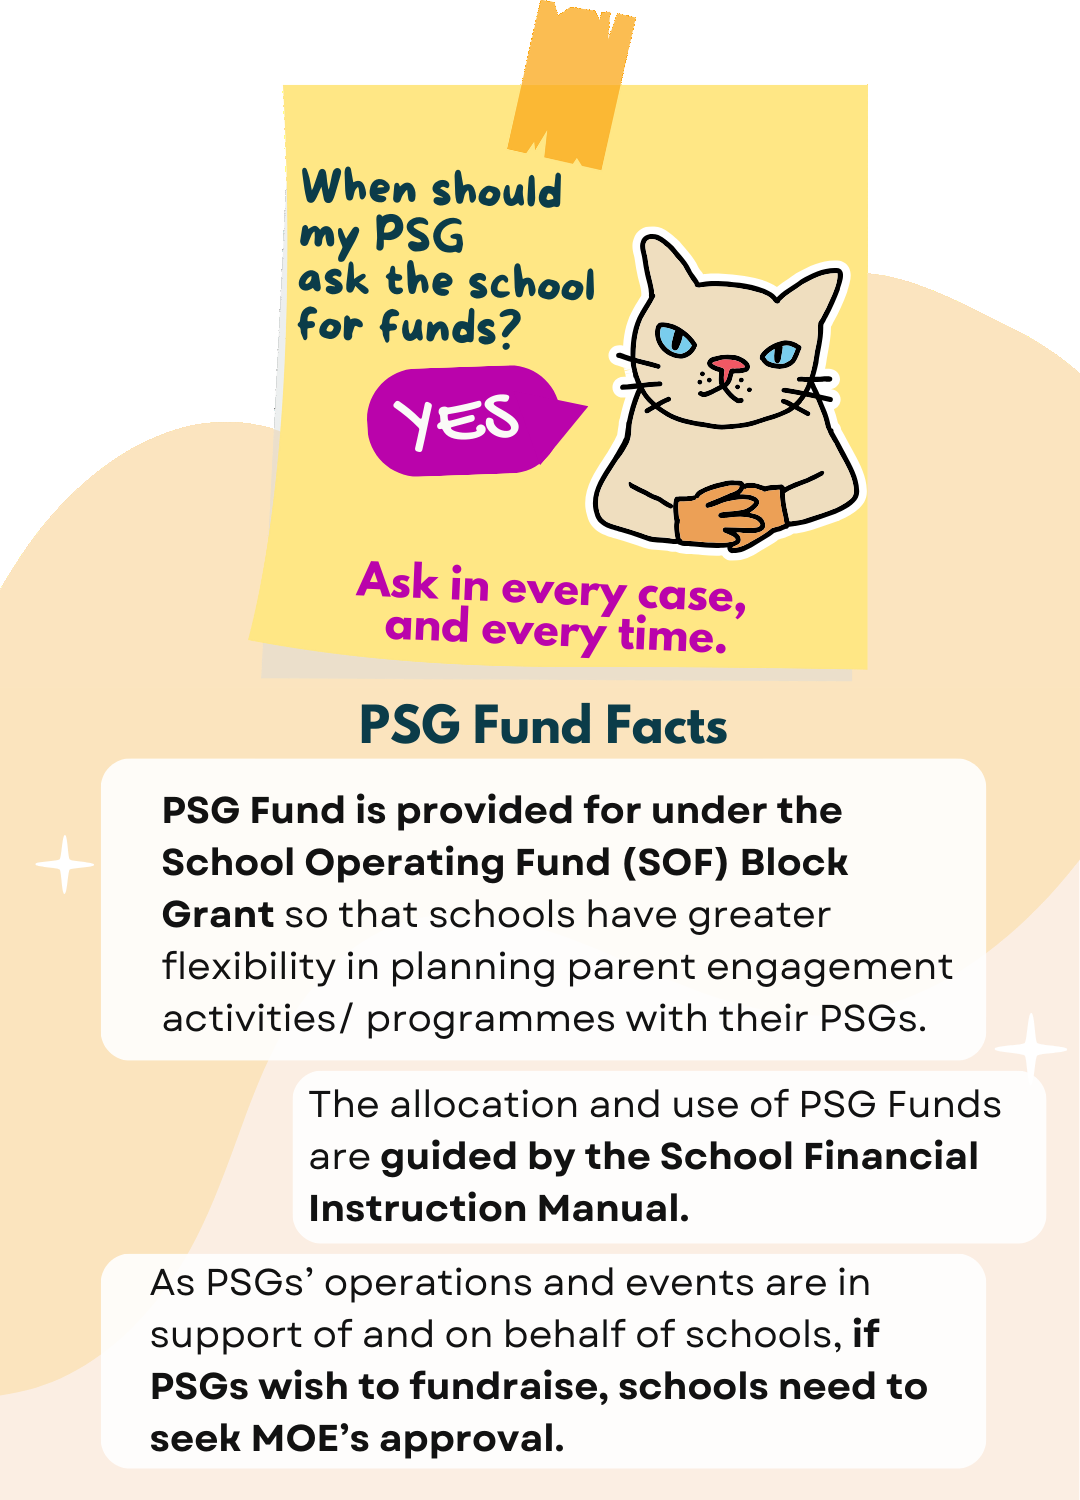 When should
my PSG
ask the school
for funds?
YES
Ask in every case,
and every time.
PSG Fund Facts
PSG Fund is provided for under the
School Operating Fund (SOF) Block
Grant so that schools have greater
flexibility in planning parent engagement
activities/ programmes with their PSGs.
The allocation and use of PSG Funds
are guided by the School Financial
Instruction Manual.
As PSGs’ operations and events are in
support of and on behalf of schools, if
PSGs wish to fundraise, schools need to
seek MOE’s approval.